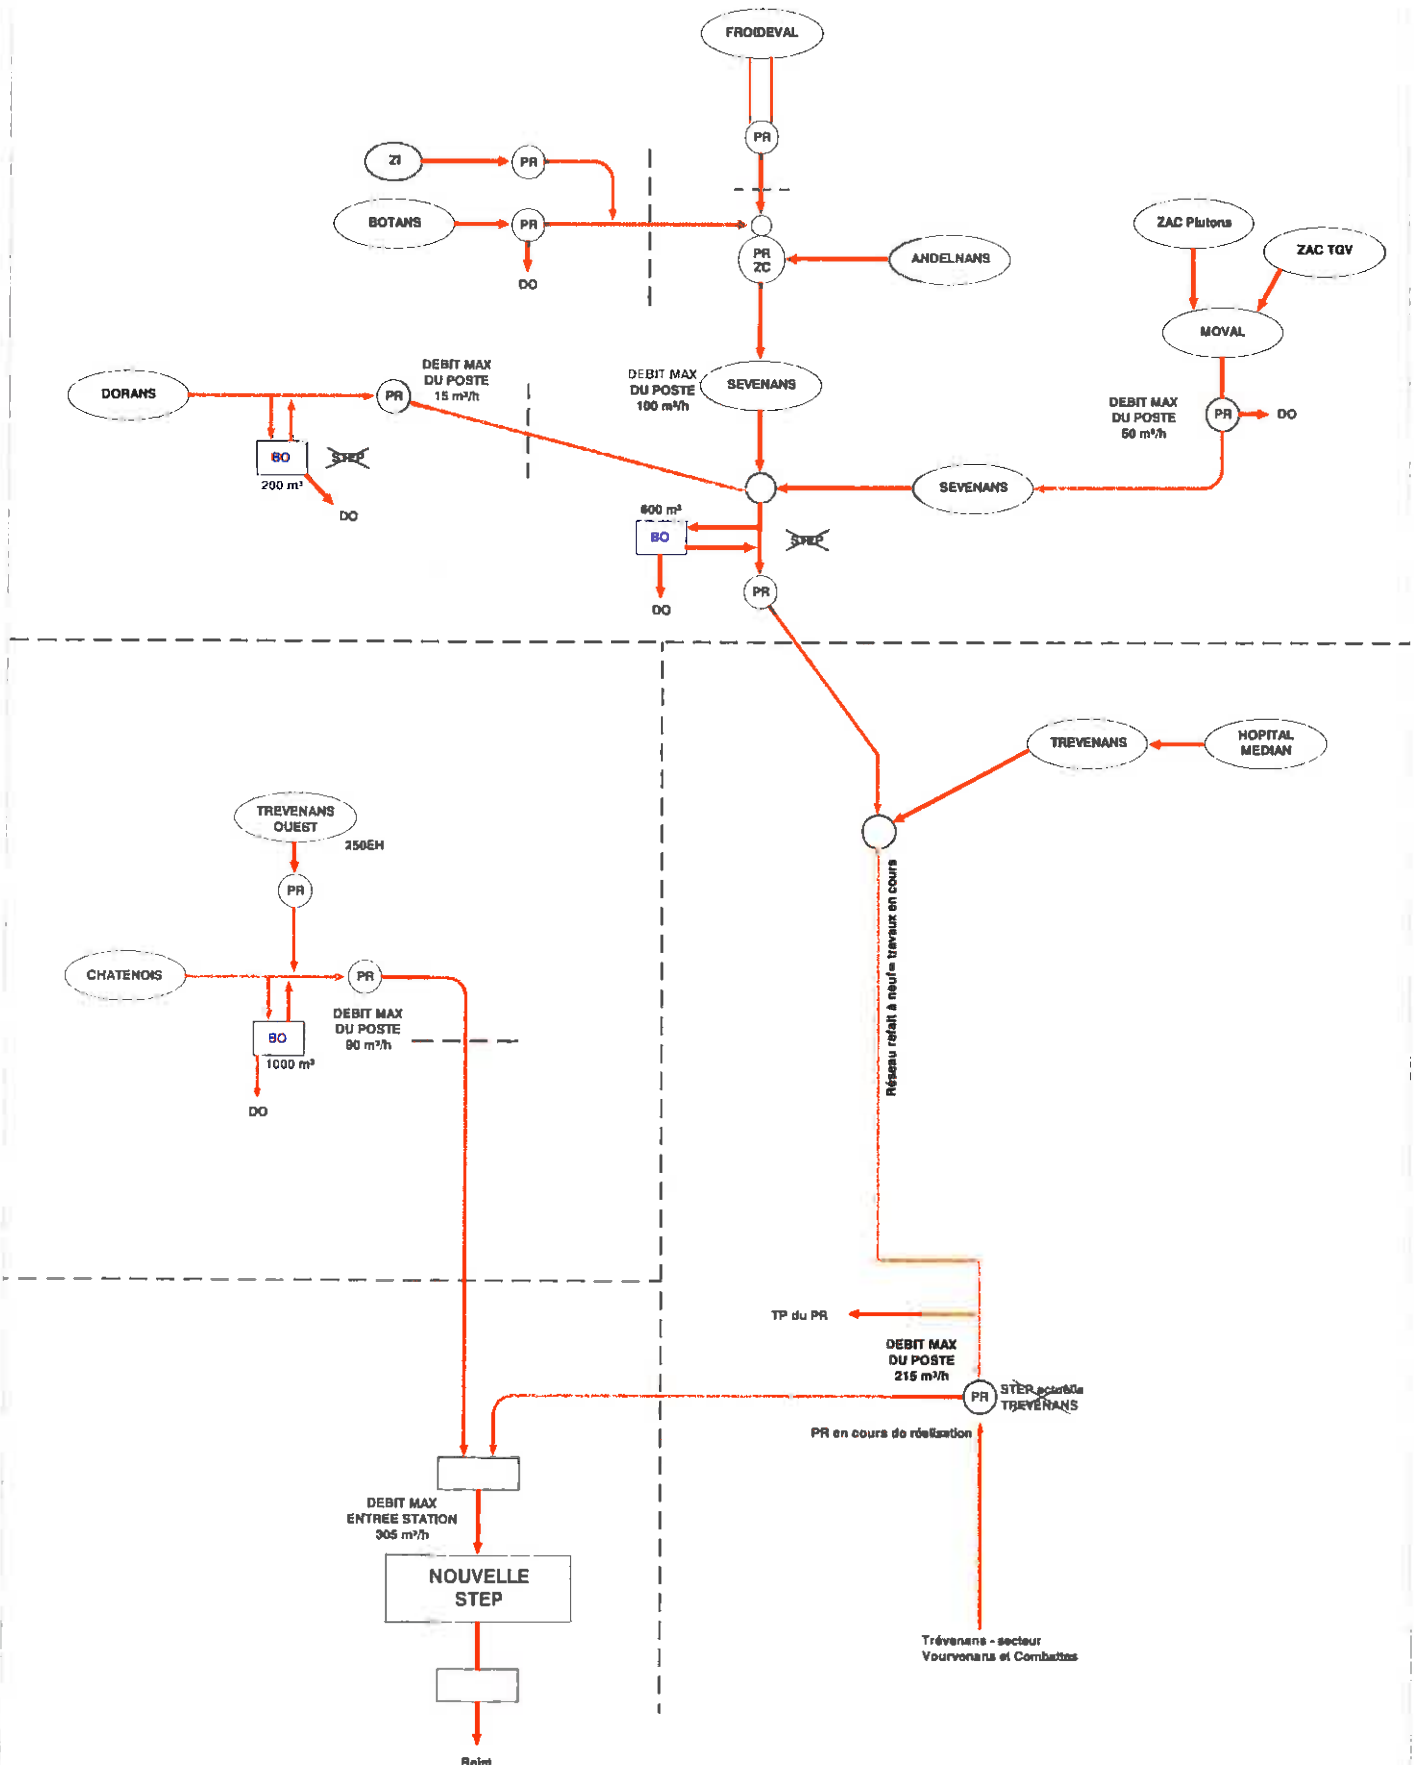 FROIDEVAL
PR
ZI
PR
BOTANS
PR
DO
PR
ZC
ANDELNANS
ZAC Plutons
ZAC TGV
MOVAL
DEBIT MAX
DU POSTE
50 m³/h
PR
DO
DORANS
DEBIT MAX
DU POSTE
15 m³/h
PR
DEBIT MAX
DU POSTE
100 m³/h
SEVENANS
BO
STEP
200 m³
DO
SEVENANS
600 m³
BO
STEP
DO
PR
TREVENANS
HOPITAL
MEDIAN
TREVENANS
OUEST
250EH
PR
CHATENOIS
PR
DEBIT MAX
DU POSTE
90 m³/h
BO
1000 m³
DO
Réseau refait à neuf= travaux en cours
TP du PR
DEBIT MAX
DU POSTE
215 m³/h
PR
STEP actuelle
TREVENANS
PR en cours de réalisation
DEBIT MAX
ENTREE STATION
305 m³/h
NOUVELLE
STEP
Trévenans - secteur
Vourvenans et Combattes